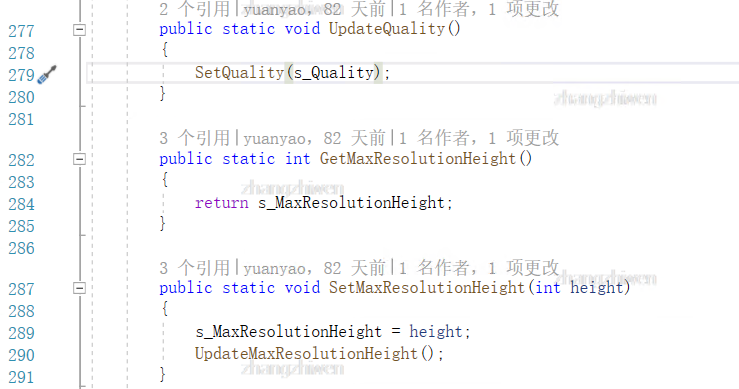 2 个引用|yuanyao，82 天前|1 名作者，1 项更改
277 public static void UpdateQuality()
278 {
279 SetQuality(s_Quality);
280 }
zhangzhiwen
281
3 个引用|yuanyao，82 天前|1 名作者，1 项更改
282 public static int GetMaxResolutionHeight()
283 {
zhangzhiwen
284 return s_MaxResolutionHeight;
285 }
286
3 个引用|yuanyao，82 天前|1 名作者，1 项更改
zhangzhiwen
287 public static void SetMaxResolutionHeight(int height)
288 {
289 s_MaxResolutionHeight = height;
290 UpdateMaxResolutionHeight();
291 }
zhangzhiwen